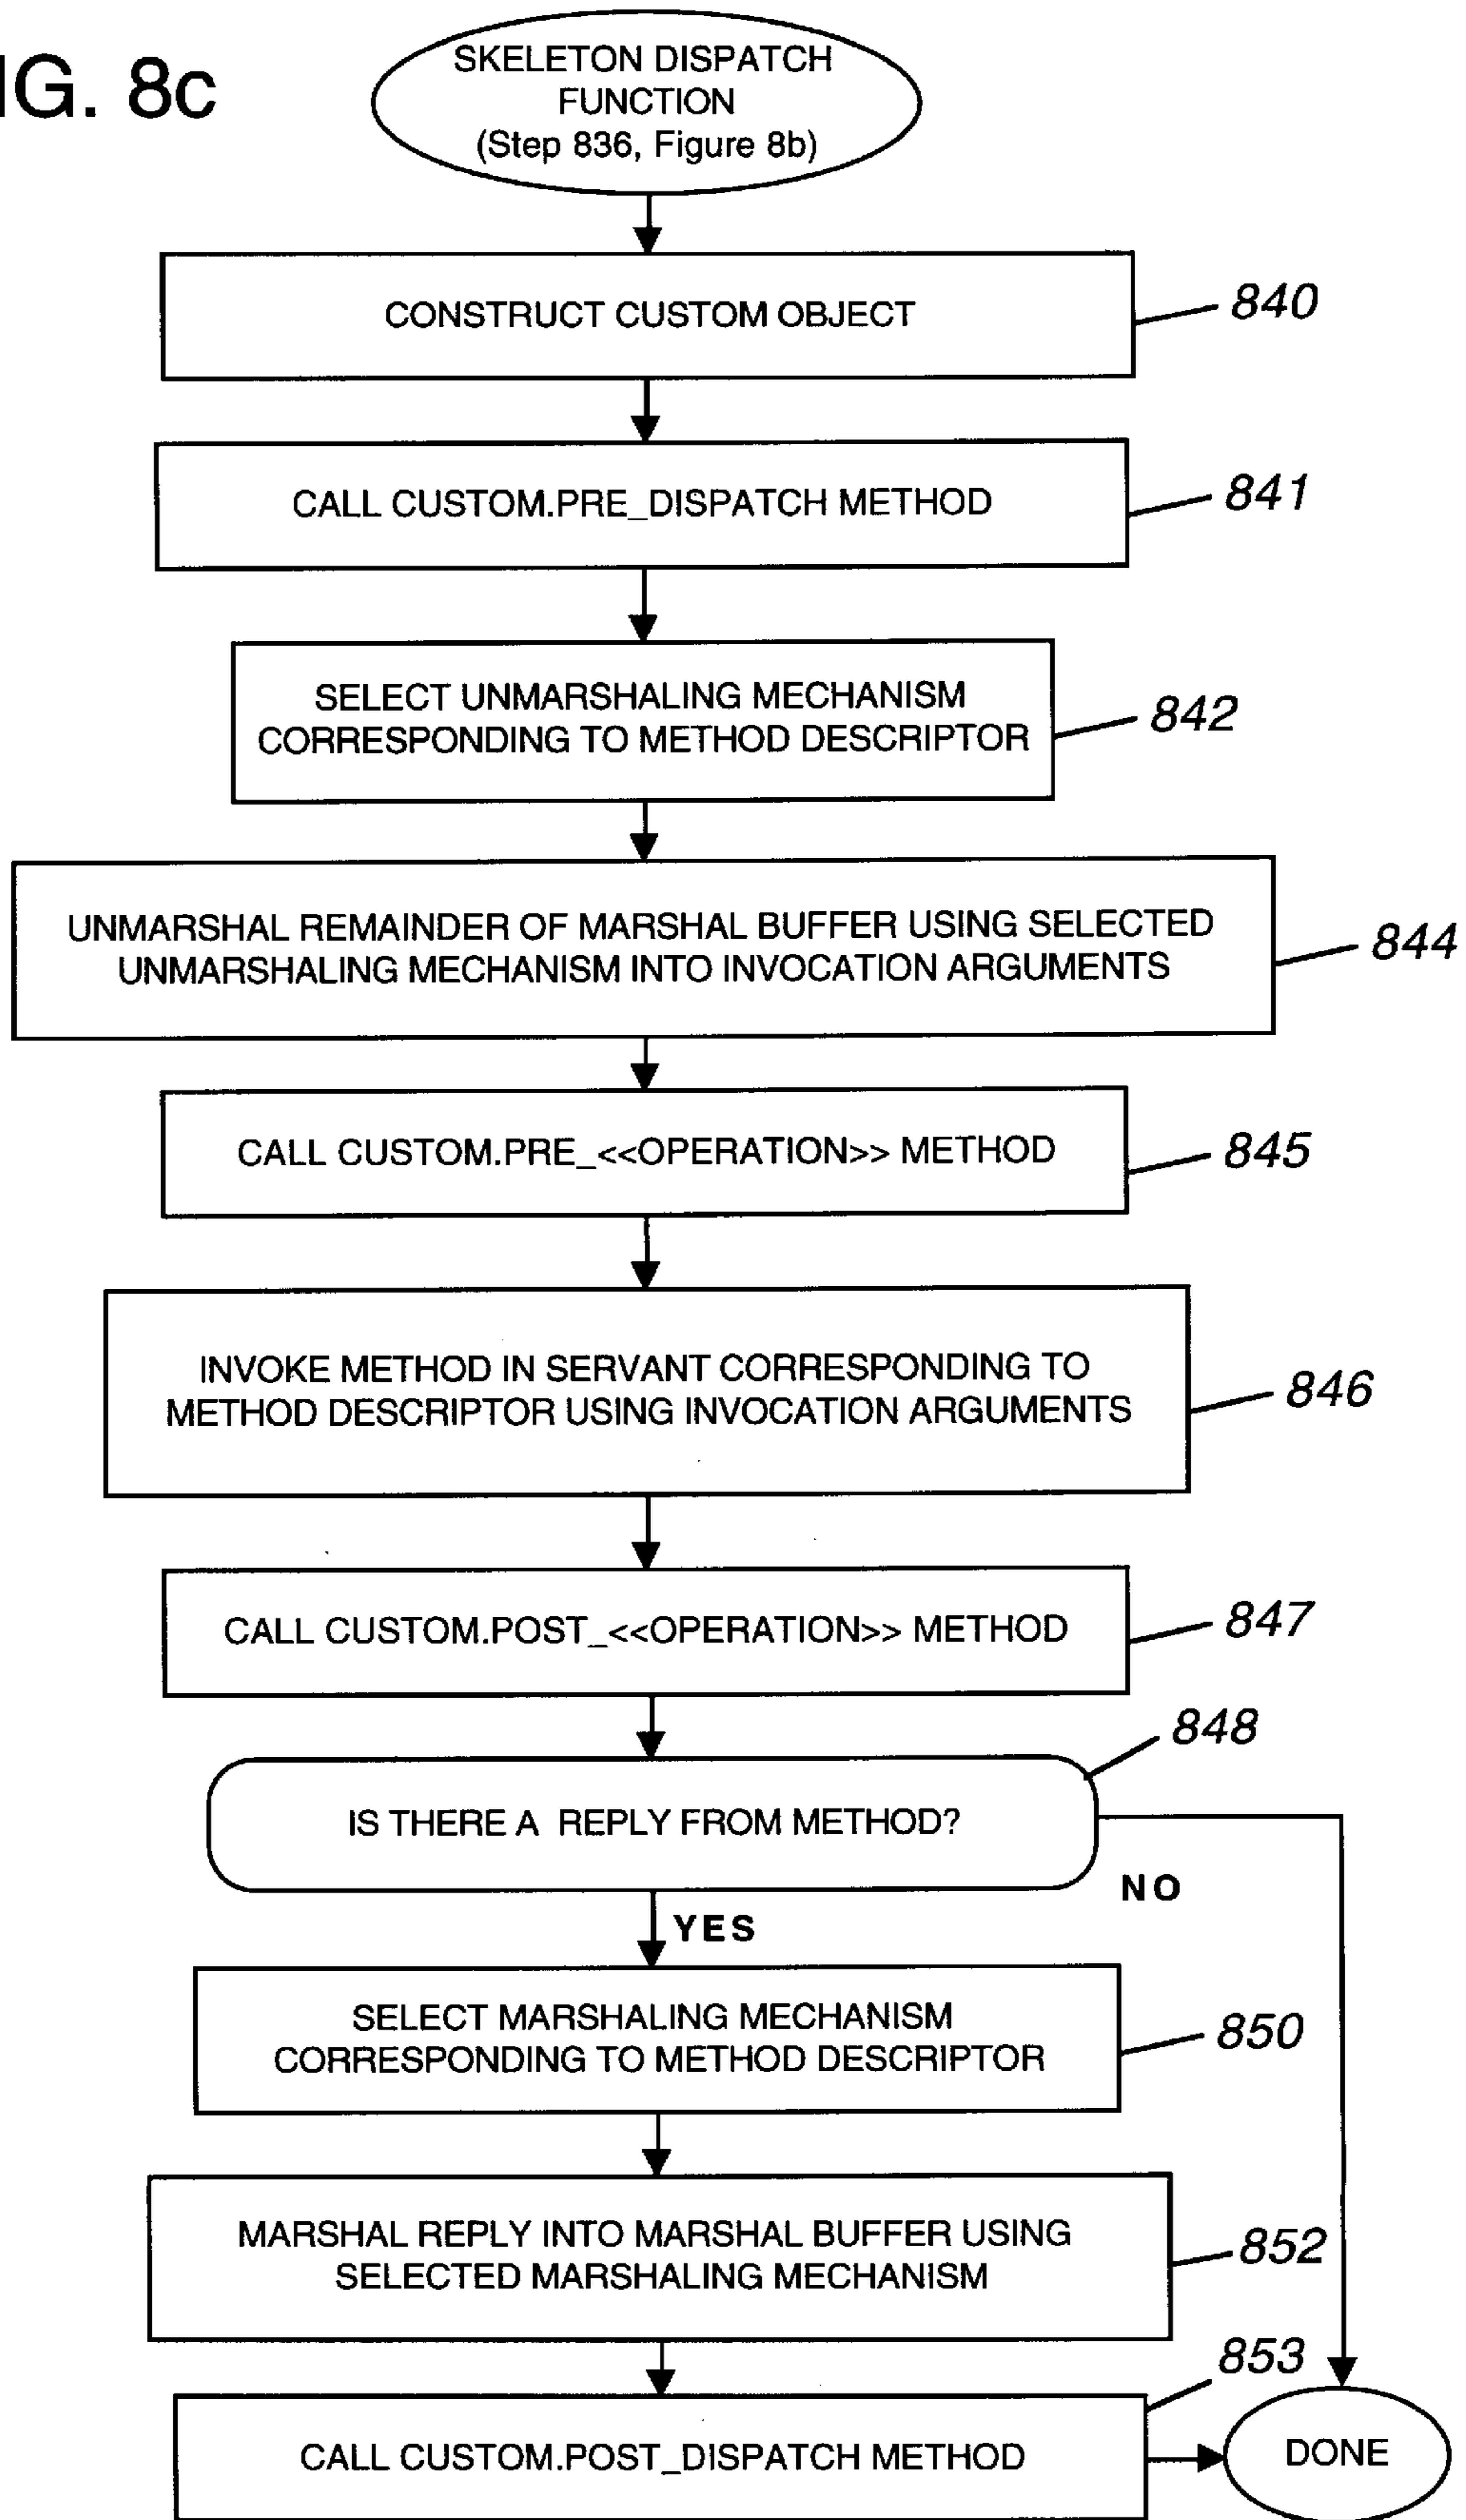 IG. 8c
SKELETON DISPATCH
FUNCTION
(Step 836, Figure 8b)
CONSTRUCT CUSTOM OBJECT
840
CALL CUSTOM.PRE_DISPATCH METHOD
841
SELECT UNMARSHALING MECHANISM
CORRESPONDING TO METHOD DESCRIPTOR
842
UNMARSHAL REMAINDER OF MARSHAL BUFFER USING SELECTED
UNMARSHALING MECHANISM INTO INVOCATION ARGUMENTS
844
CALL CUSTOM.PRE_<<OPERATION>> METHOD
845
INVOKE METHOD IN SERVANT CORRESPONDING TO
METHOD DESCRIPTOR USING INVOCATION ARGUMENTS
846
CALL CUSTOM.POST_<<OPERATION>> METHOD
847
848
IS THERE A REPLY FROM METHOD?
NO
YES
SELECT MARSHALING MECHANISM
CORRESPONDING TO METHOD DESCRIPTOR
850
MARSHAL REPLY INTO MARSHAL BUFFER USING
SELECTED MARSHALING MECHANISM
852
853
CALL CUSTOM.POST_DISPATCH METHOD
DONE